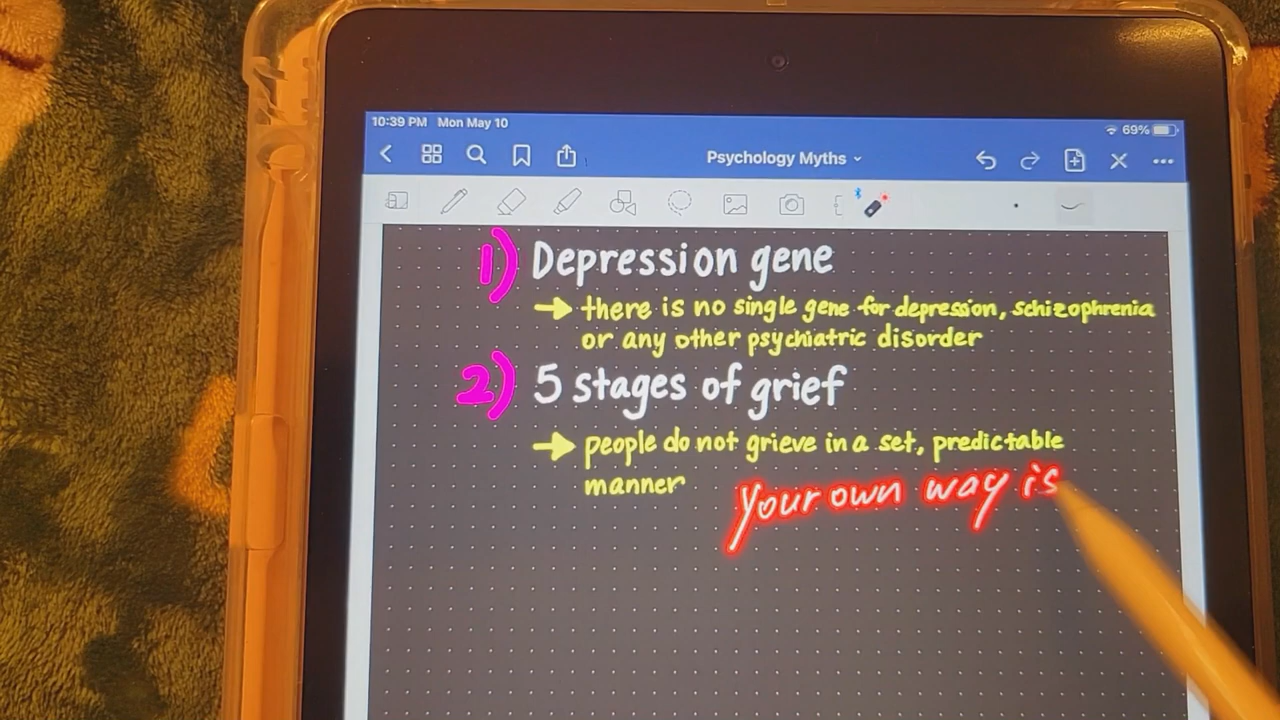 10:39 PM Mon May 10
69%
Psychology Myths
1) Depression gene
there is no single gene for depression, schizophrenia
or any other psychiatric disorder
2) 5 stages of grief
people do not grieve in a set, predictable
manner
Your own way is